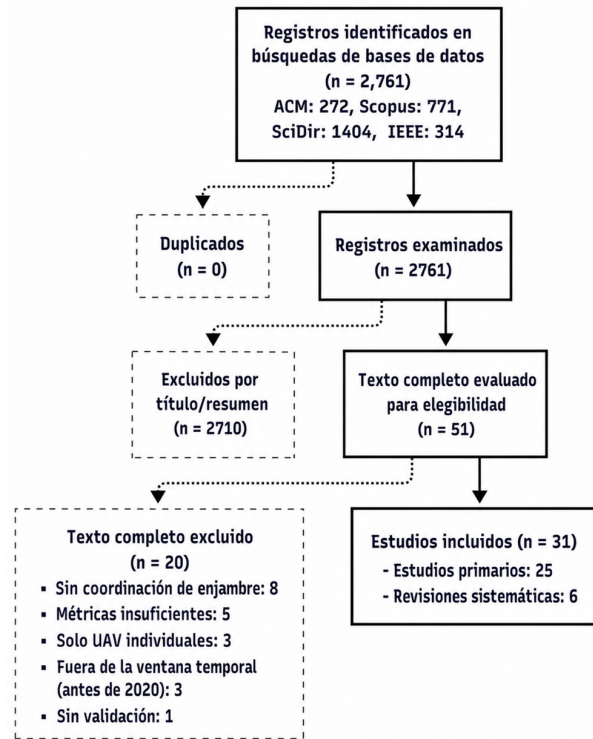 Registros identificados en
búsquedas de bases de datos
(n = 2,761)
ACM: 272, Scopus: 771,
SciDir: 1404, IEEE: 314
Duplicados
(n = 0)
Registros examinados
(n = 2761)
Excluidos por
título/resumen
(n = 2710)
Texto completo evaluado
para elegibilidad
(n = 51)
Texto completo excluido
(n = 20)
▪ Sin coordinación de enjambre: 8
▪ Métricas insuficientes: 5
▪ Solo UAV individuales: 3
▪ Fuera de la ventana temporal
(antes de 2020): 3
▪ Sin validación: 1
Estudios incluidos (n = 31)
- Estudios primarios: 25
- Revisiones sistemáticas: 6